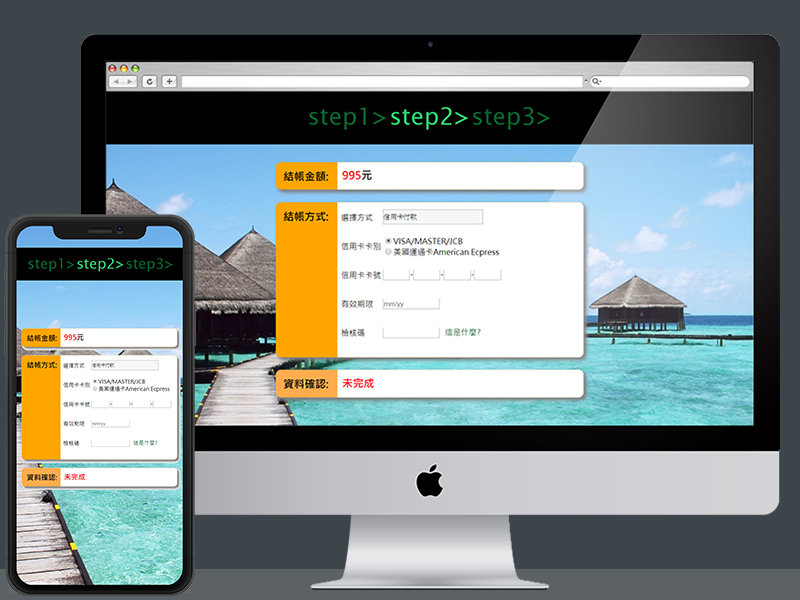 step1> step2> step3>
結帳金額: 995元
結帳方式: 選擇方式 信用卡付款
信用卡卡別 VISA/MASTER/JCB
美國運通卡American Ecpress
信用卡卡號 - - -
有效期限 mm/yy
檢核碼 這是什麼?
資料確認: 未完成
step1> step2> step3>
結帳金額: 995元
結帳方式: 選擇方式 信用卡付款
信用卡卡別 VISA/MASTER/JCB
美國運通卡American Ecpress
信用卡卡號 - - -
有效期限 mm/yy
檢核碼 這是什麼?
資料確認: 未完成